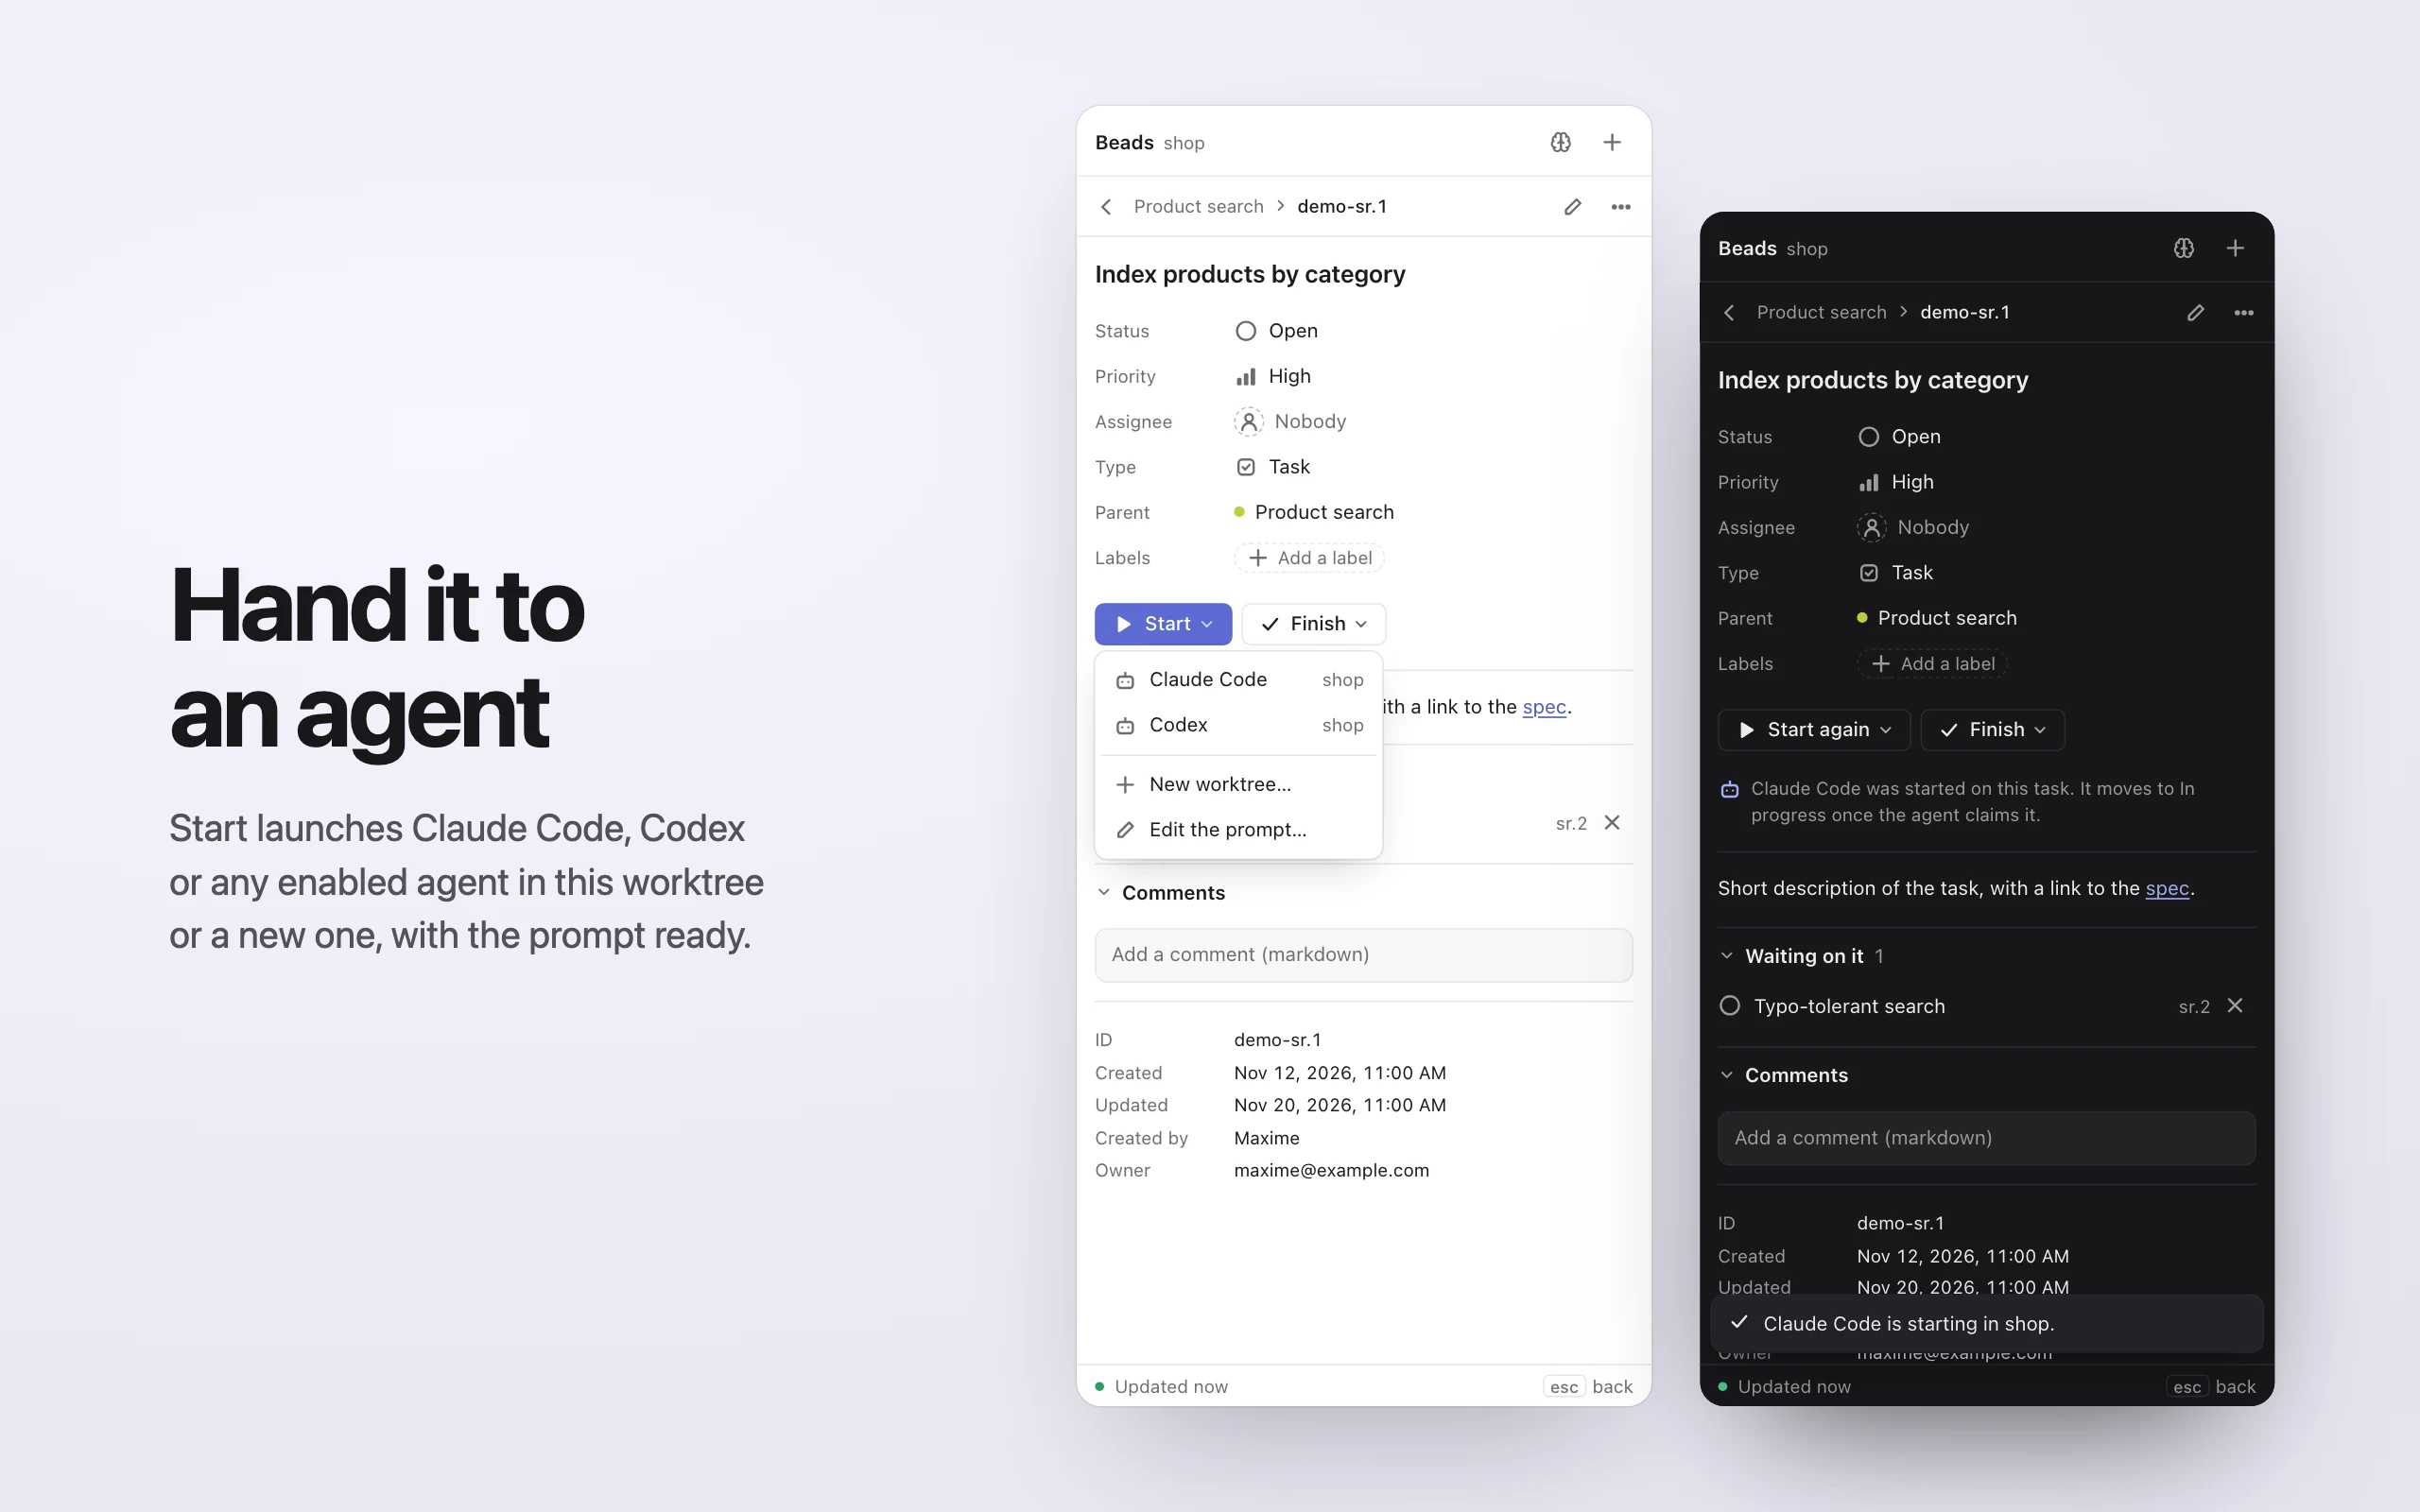 Hand it to
an agent
Start launches Claude Code, Codex
or any enabled agent in this worktree
or a new one, with the prompt ready.
Beads shop
Product search > demo-sr.1
Index products by category
Status Open
Priority High
Assignee Nobody
Type Task
Parent Product search
Labels + Add a label
Start Finish
Claude Code shop
Codex shop
New worktree...
Edit the prompt...
ith a link to the spec.
sr.2
Comments
Add a comment (markdown)
ID demo-sr.1
Created Nov 12, 2026, 11:00 AM
Updated Nov 20, 2026, 11:00 AM
Created by Maxime
Owner maxime@example.com
Updated now esc back
Beads shop
Product search > demo-sr.1
Index products by category
Status Open
Priority High
Assignee Nobody
Type Task
Parent Product search
Labels + Add a label
Start again Finish
Claude Code was started on this task. It moves to In
progress once the agent claims it.
Short description of the task, with a link to the spec.
Waiting on it 1
Typo-tolerant search sr.2
Comments
Add a comment (markdown)
ID demo-sr.1
Created Nov 12, 2026, 11:00 AM
Updated Nov 20, 2026, 11:00 AM
Claude Code is starting in shop.
Owner maxime@example.com
Updated now esc back